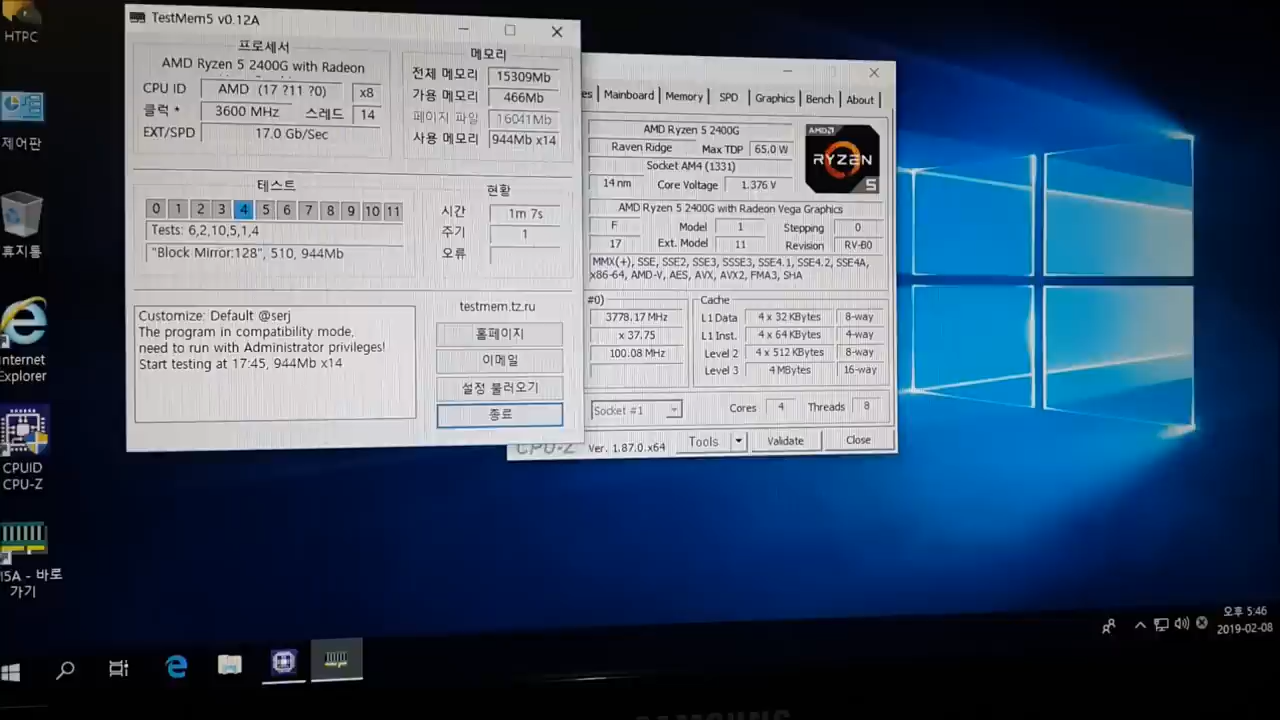 HTPC
제어판
휴지통
Internet
Explorer
CPUID
CPU-Z
M5A - 바로
가기
TestMem5 v0.12A
프로세서
AMD Ryzen 5 2400G with Radeon
CPU ID AMD (17 ?11 ?0) x8
클럭 * 3600 MHz 스레드 14
EXT/SPD 17.0 Gb/Sec
메모리
전체 메모리 15309Mb
가용 메모리 466Mb
페이지 파일 16041Mb
사용 메모리 944Mb x14
테스트
0 1 2 3 4 5 6 7 8 9 10 11
Tests: 6,2,10,5,1,4
"Block Mirror:128", 510, 944Mb
현황
시간 1m 7s
주기 1
오류
Customize: Default @serj
The program in compatibility mode,
need to run with Administrator privileges!
Start testing at 17:45, 944Mb x14
testmem.tz.ru
홈페이지
이메일
설정 불러오기
종료
es Mainboard Memory SPD Graphics Bench About
AMD Ryzen 5 2400G
Raven Ridge Max TDP 65.0 W
Socket AM4 (1331)
14 nm Core Voltage 1.376 V
AMD
RYZEN
5
AMD Ryzen 5 2400G with Radeon Vega Graphics
F Model 1 Stepping 0
17 Ext. Model 11 Revision RV-B0
MMX(+), SSE, SSE2, SSE3, SSSE3, SSE4.1, SSE4.2, SSE4A,
x86-64, AMD-V, AES, AVX, AVX2, FMA3, SHA
#0)
3778.17 MHz
x 37.75
100.08 MHz
Cache
L1 Data 4 x 32 KBytes 8-way
L1 Inst. 4 x 64 KBytes 4-way
Level 2 4 x 512 KBytes 8-way
Level 3 4 MBytes 16-way
Socket #1 Cores 4 Threads 8
CPU-Z Ver. 1.87.0.x64 Tools Validate Close
오후 5:46
2019-02-08
SAMSUNG